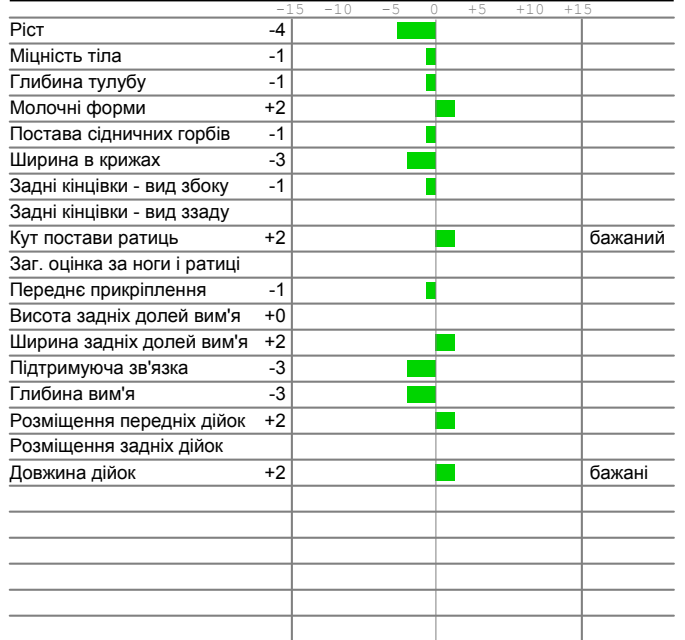 -15 -10 -5 0 +5 +10 +15
Ріст -4
Міцність тіла -1
Глибина тулубу -1
Молочні форми +2
Постава сідничних горбів -1
Ширина в крижах -3
Задні кінцівки - вид збоку -1
Задні кінцівки - вид ззаду
Кут постави ратиць +2 бажаний
Заг. оцінка за ноги і ратиці
Переднє прикріплення -1
Висота задніх долей вим'я +0
Ширина задніх долей вим'я +2
Підтримуюча зв'язка -3
Глибина вим'я -3
Розміщення передніх дійок +2
Розміщення задніх дійок
Довжина дійок +2 бажані